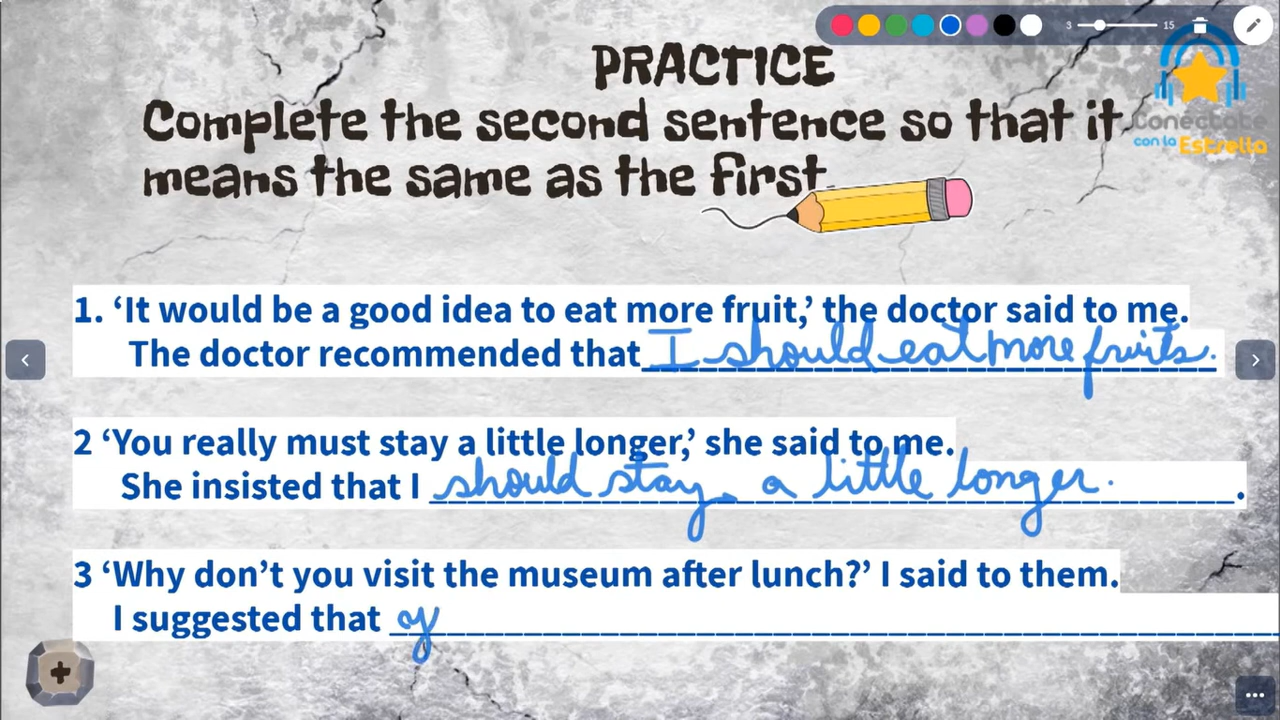 3 15
PRACTICE
Conéctate
con la Estrella
Complete the second sentence so that it
means the same as the first.
1. ‘It would be a good idea to eat more fruit,’ the doctor said to me.
The doctor recommended that I should eat more fruits.
2 ‘You really must stay a little longer,’ she said to me.
She insisted that I should stay a little longer. .
3 ‘Why don’t you visit the museum after lunch?’ I said to them.
I suggested that y